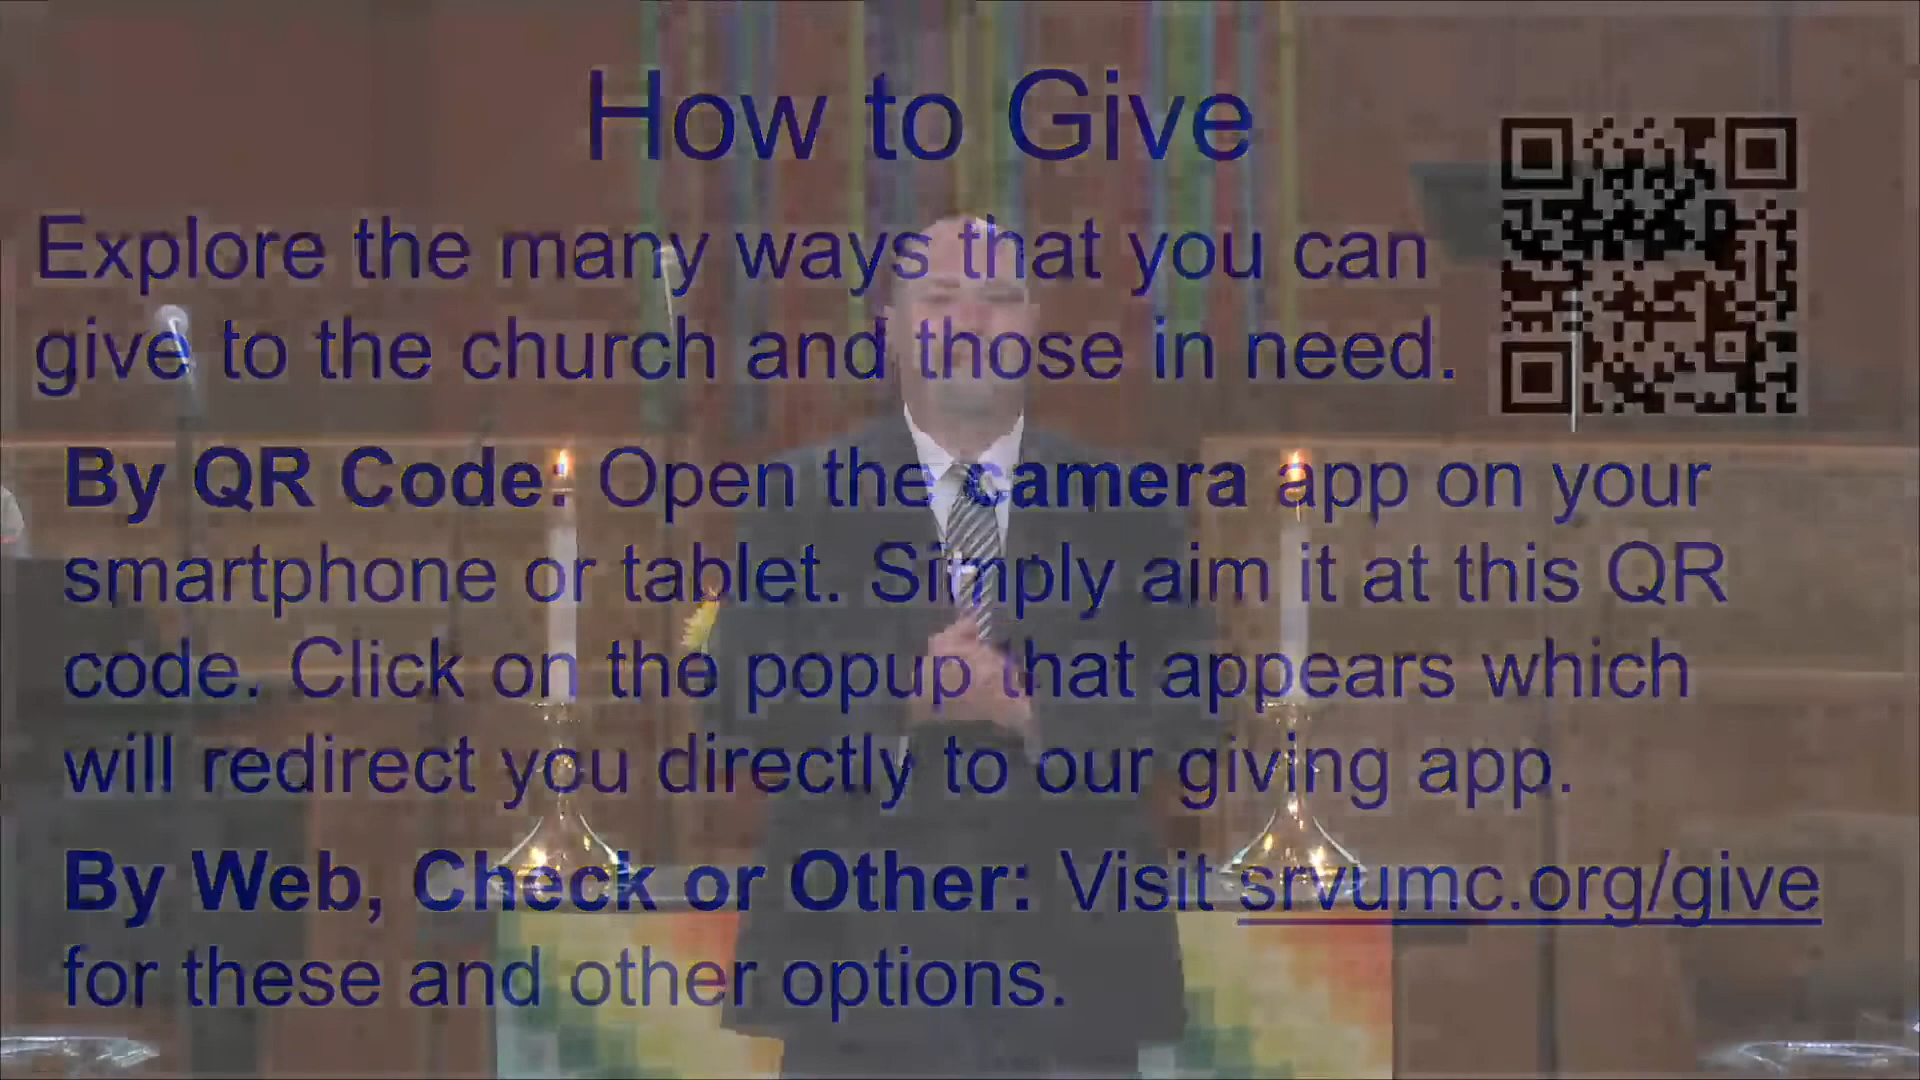 How to Give
Explore the many ways that you can
give to the church and those in need.
By QR Code: Open the camera app on your
smartphone or tablet. Simply aim it at this QR
code. Click on the popup that appears which
will redirect you directly to our giving app.
By Web, Check or Other: Visit srvumc.org/give
for these and other options.